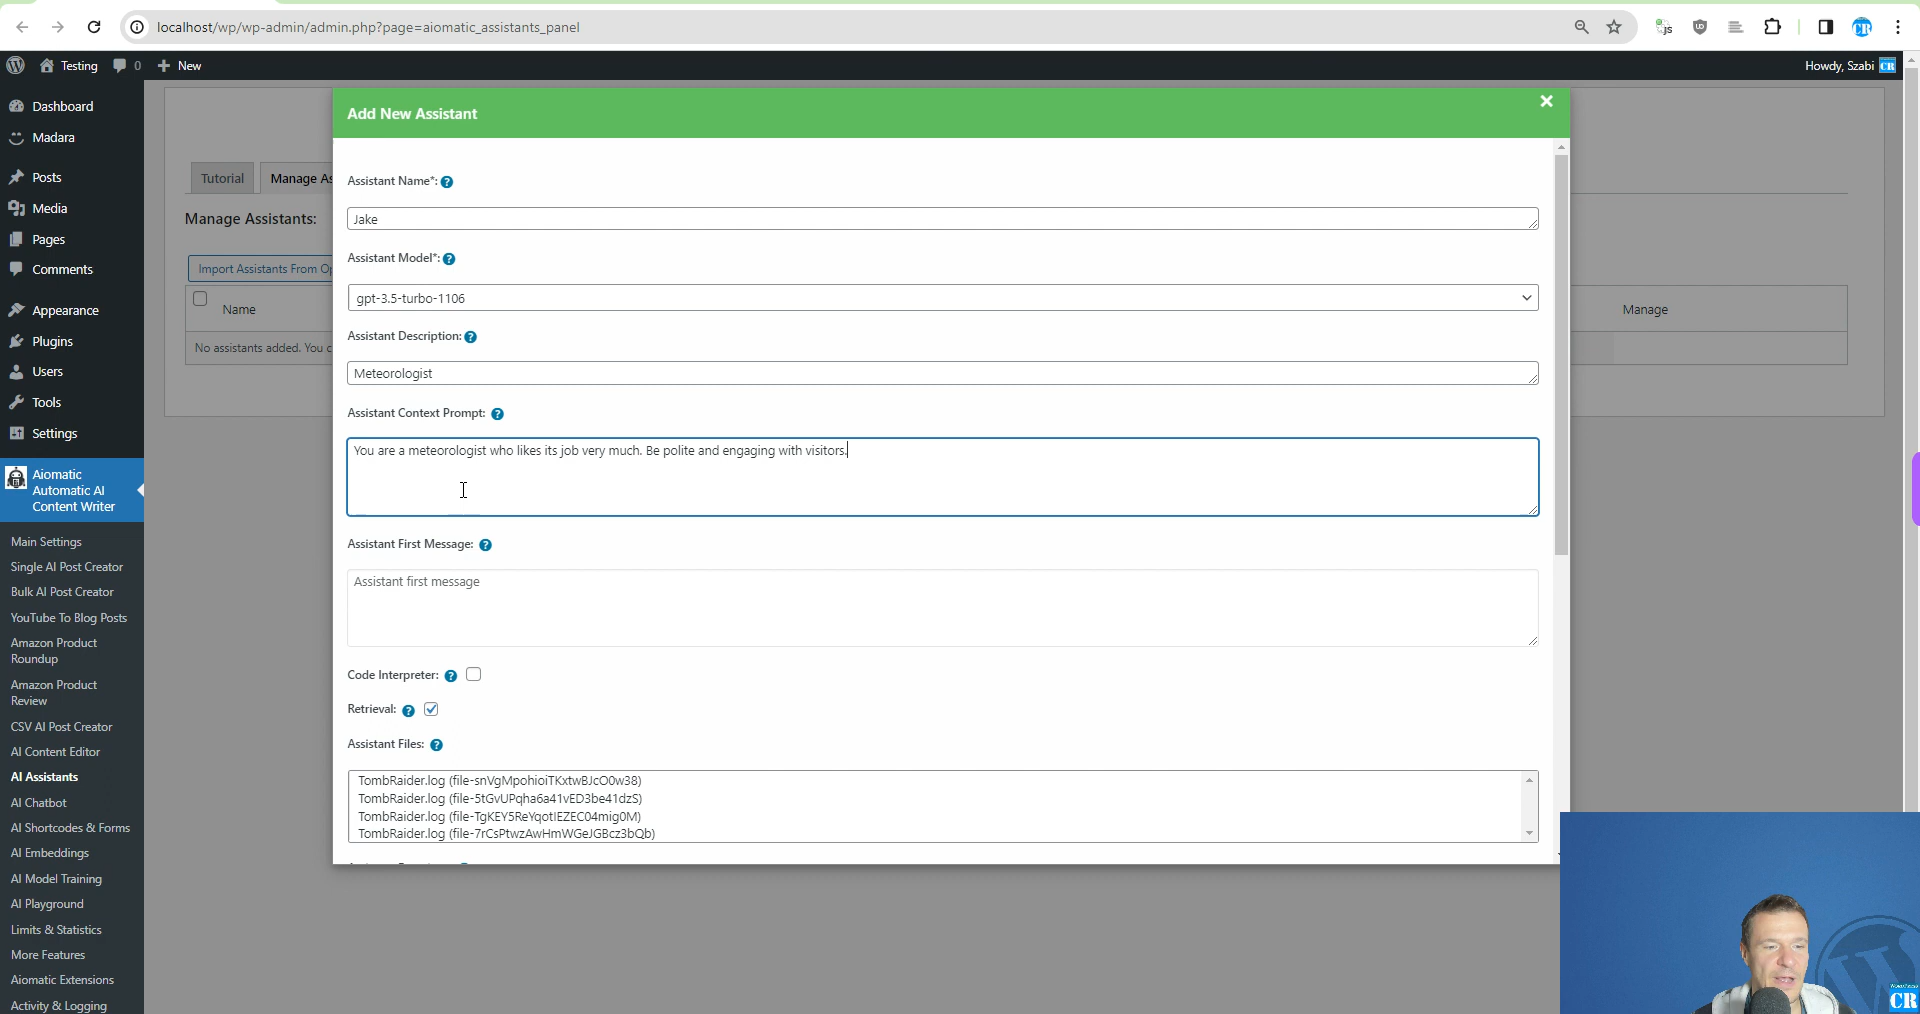 localhost/wp/wp-admin/admin.php?page=aiomatic_assistants_panel
Testing
0
New
Howdy, Szabi
CR
Dashboard
Madara
Posts
Media
Pages
Comments
Appearance
Plugins
Users
Tools
Settings
Aiomatic
Automatic AI
Content Writer
Main Settings
Single AI Post Creator
Bulk AI Post Creator
YouTube To Blog Posts
Amazon Product
Roundup
Amazon Product
Review
CSV AI Post Creator
AI Content Editor
AI Assistants
AI Chatbot
AI Shortcodes & Forms
AI Embeddings
AI Model Training
AI Playground
Limits & Statistics
More Features
Aiomatic Extensions
Activity & Logging
Tutorial
Manage As
Manage Assistants:
Import Assistants From Op
Name
Manage
No assistants added. You c
Add New Assistant
Assistant Name*:
Jake
Assistant Model*:
gpt-3.5-turbo-1106
Assistant Description:
Meteorologist
Assistant Context Prompt:
You are a meteorologist who likes its job very much. Be polite and engaging with visitors.
Assistant First Message:
Assistant first message
Code Interpreter:
Retrieval:
Assistant Files:
TombRaider.log (file-snVgMpohioiTKxtwBJcO0w38)
TombRaider.log (file-5tGvUPqha6a41vED3be41dzS)
TombRaider.log (file-TgKEY5ReYqotIEZEC04mig0M)
TombRaider.log (file-7rCsPtwzAwHmWGeJGBcz3bQb)
CR